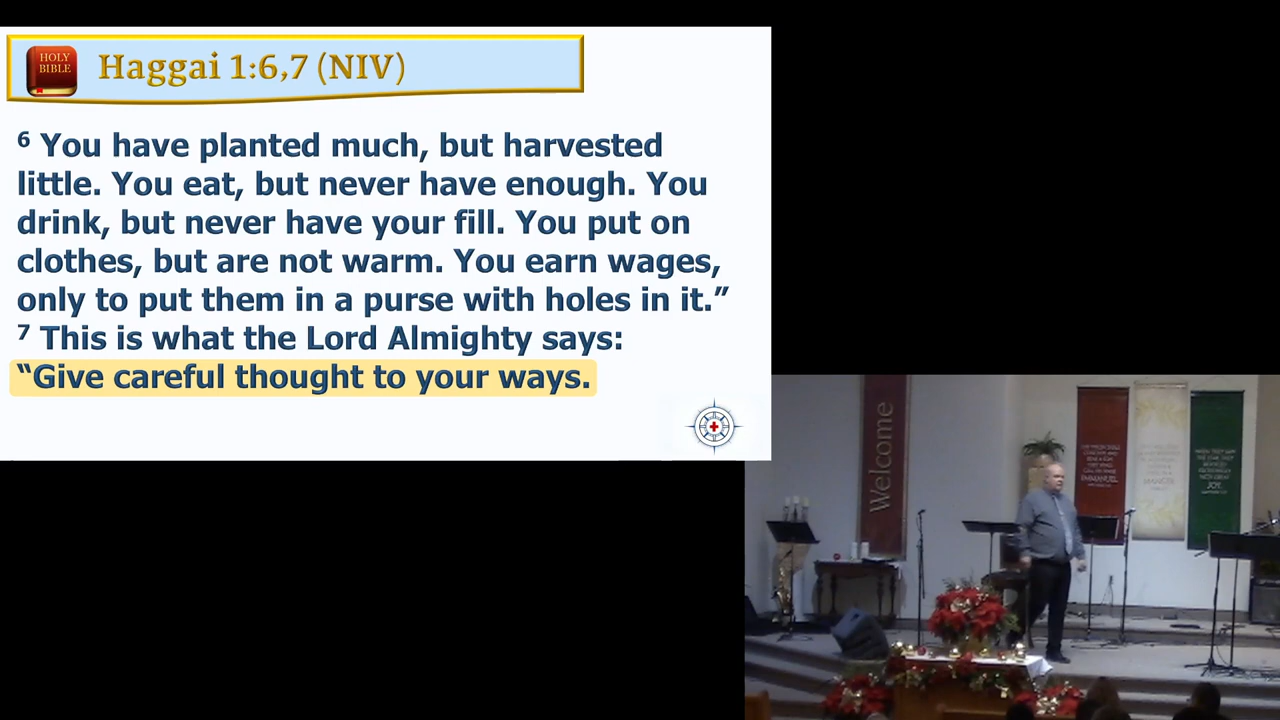 HOLY
BIBLE
Haggai 1:6,7 (NIV)
6 You have planted much, but harvested
little. You eat, but never have enough. You
drink, but never have your fill. You put on
clothes, but are not warm. You earn wages,
only to put them in a purse with holes in it.”
7 This is what the Lord Almighty says:
“Give careful thought to your ways.
Welcome
EMMANUEL
JOY